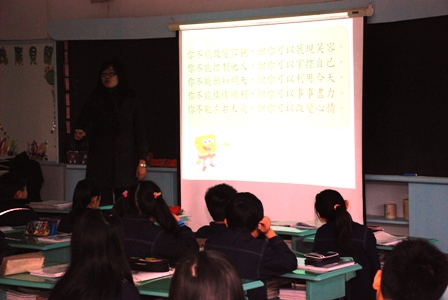 你不能改變容貌，但你可以展現笑容。
你不能控制他人，但你可以掌握自己。
你不能預知明天，但你可以利用今天。
你不能樣樣順利，但你可以事事盡力。
你不能左右天氣，但你可以改變心情。